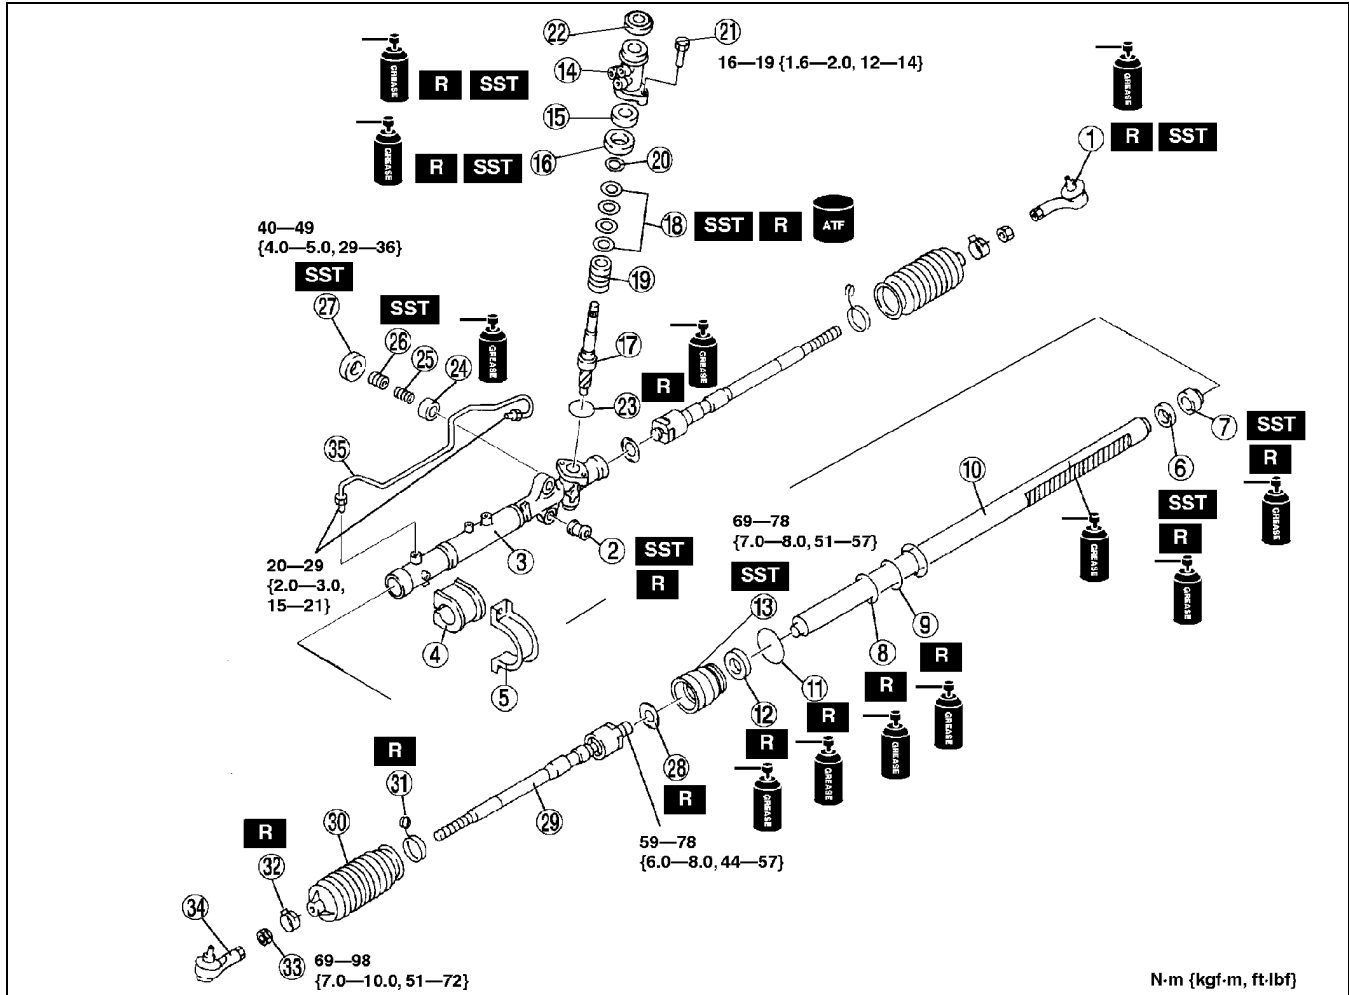 22
21
16—19 {1.6—2.0, 12—14}
14
GREASE
R
SST
GREASE
15
1
R
SST
GREASE
R
SST
16
20
18
SST
R
ATF
40—49
{4.0—5.0, 29—36}
SST
27
SST
26
25
24
GREASE
19
17
GREASE
R
23
35
7
SST
R
GREASE
6
SST
R
GREASE
10
GREASE
20—29
{2.0—3.0,
15—21}
3
2
SST
R
69—78
{7.0—8.0, 51—57}
SST
13
9
8
R
GREASE
R
GREASE
4
5
11
R
GREASE
12
R
GREASE
28
R
R
31
30
29
59—78
{6.0—8.0, 44—57}
R
32
34
33
69—98
{7.0—10.0, 51—72}
N·m {kgf·m, ft·lbf}